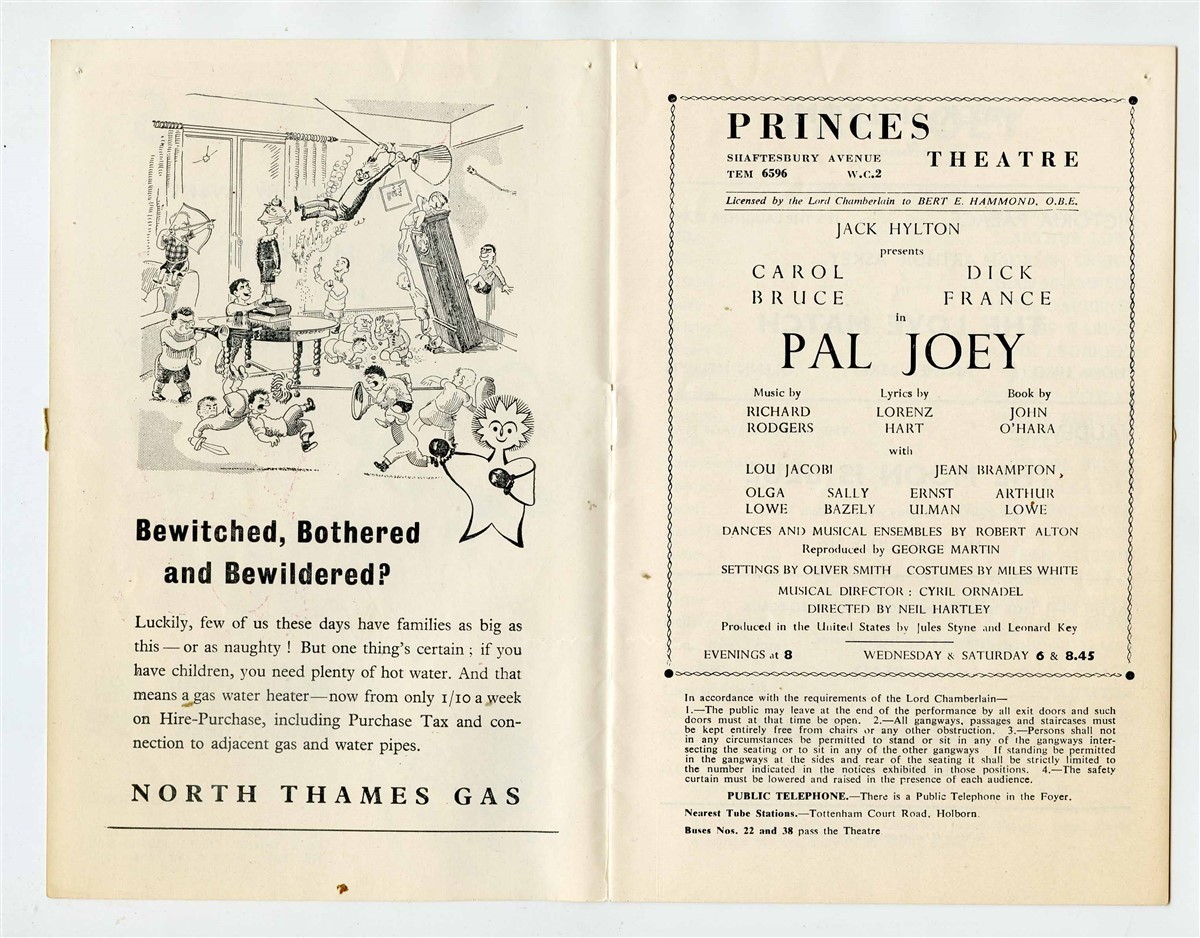 Bewitched, Bothered
and Bewildered?
Luckily, few of us these days have families as big as
this — or as naughty ! But one thing's certain ; if you
have children, you need plenty of hot water. And that
means a gas water heater—now from only 1/10 a week
on Hire-Purchase, including Purchase Tax and con-
nection to adjacent gas and water pipes.
NORTH THAMES GAS
PRINCES
THEATRE
SHAFTESBURY AVENUE
TEM 6596 W.C.2
Licensed by the Lord Chamberlain to BERT E. HAMMOND, O.B.E.
JACK HYLTON
presents
CAROL DICK
BRUCE FRANCE
in
PAL JOEY
Music by Lyrics by Book by
RICHARD LORENZ JOHN
RODGERS HART O'HARA
with
LOU JACOBI JEAN BRAMPTON,
OLGA SALLY ERNST ARTHUR
LOWE BAZELY ULMAN LOWE
DANCES AND MUSICAL ENSEMBLES BY ROBERT ALTON
Reproduced by GEORGE MARTIN
SETTINGS BY OLIVER SMITH COSTUMES BY MILES WHITE
MUSICAL DIRECTOR : CYRIL ORNADEL
DIRECTED BY NEIL HARTLEY
Produced in the United States by Jules Styne and Leonard Key
EVENINGS at 8 WEDNESDAY & SATURDAY 6 & 8.45
In accordance with the requirements of the Lord Chamberlain—
1.—The public may leave at the end of the performance by all exit doors and such
doors must at that time be open. 2.—All gangways, passages and staircases must
be kept entirely free from chairs or any other obstruction. 3.—Persons shall not
in any circumstances be permitted to stand or sit in any of the gangways inter-
secting the seating or to sit in any of the other gangways If standing be permitted
in the gangways at the sides and rear of the seating it shall be strictly limited to
the number indicated in the notices exhibited in those positions. 4.—The safety
curtain must be lowered and raised in the presence of each audience.
PUBLIC TELEPHONE.—There is a Public Telephone in the Foyer.
Nearest Tube Stations.—Tottenham Court Road, Holborn.
Buses Nos. 22 and 38 pass the Theatre